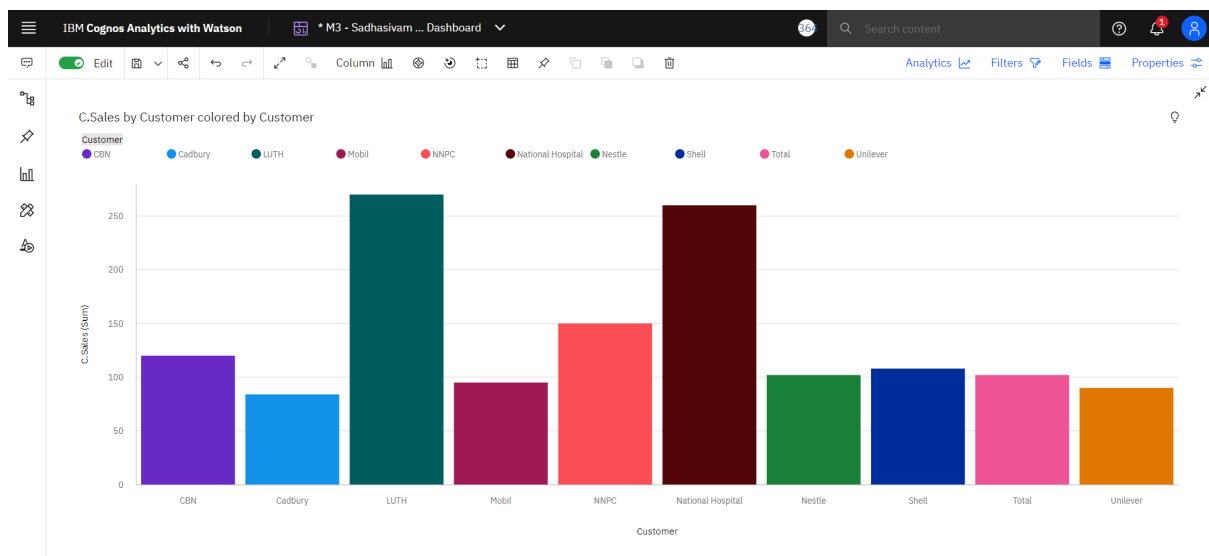 IBM Cognos Analytics with Watson
* M3 - Sadhasivam ... Dashboard
364
Search content
1
Edit
Column
Analytics
Filters
Fields
Properties
C.Sales by Customer colored by Customer
Customer
CBN Cadbury LUTH Mobil NNPC National Hospital Nestle Shell Total Unilever
C.Sales (Sum)
250
200
150
100
50
0
CBN Cadbury LUTH Mobil NNPC National Hospital Nestle Shell Total Unilever
Customer